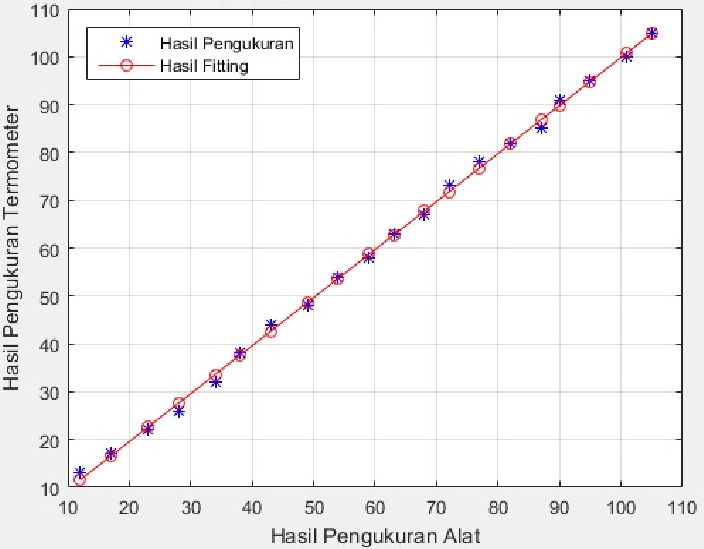 Hasil Pengukuran
Hasil Fitting
110
100
90
80
70
60
50
40
30
20
10
Hasil Pengukuran Termometer
10 20 30 40 50 60 70 80 90 100 110
Hasil Pengukuran Alat